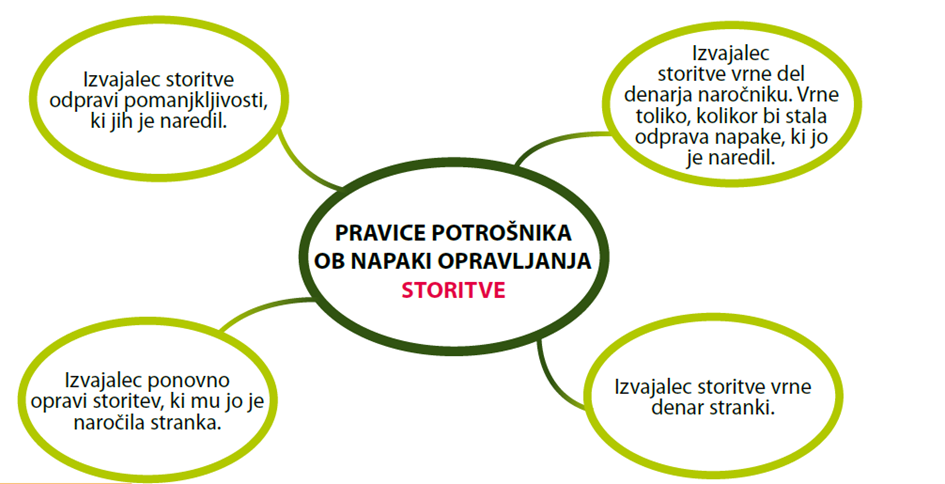 Izvajalec storitve
odpravi pomanjkljivosti,
ki jih je naredil.
Izvajalec
storitve vrne del
denarja naročniku. Vrne
toliko, kolikor bi stala
odprava napake, ki jo
je naredil.
PRAVICE POTROŠNIKA
OB NAPAKI OPRAVLJANJA
STORITVE
Izvajalec ponovno
opravi storitev, ki mu jo je
naročila stranka.
Izvajalec storitve vrne
denar stranki.